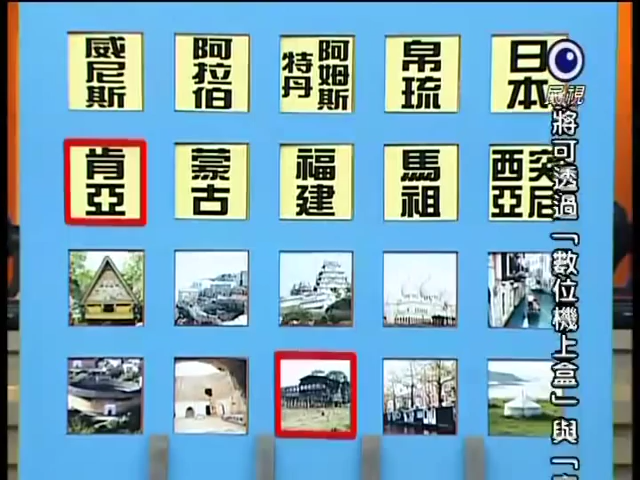 威尼斯
阿拉伯
阿姆斯
特丹
帛琉
日本
肯亞
蒙古
福建
馬祖
突尼
西亞
展視
將可透過「數位機上盒」與「